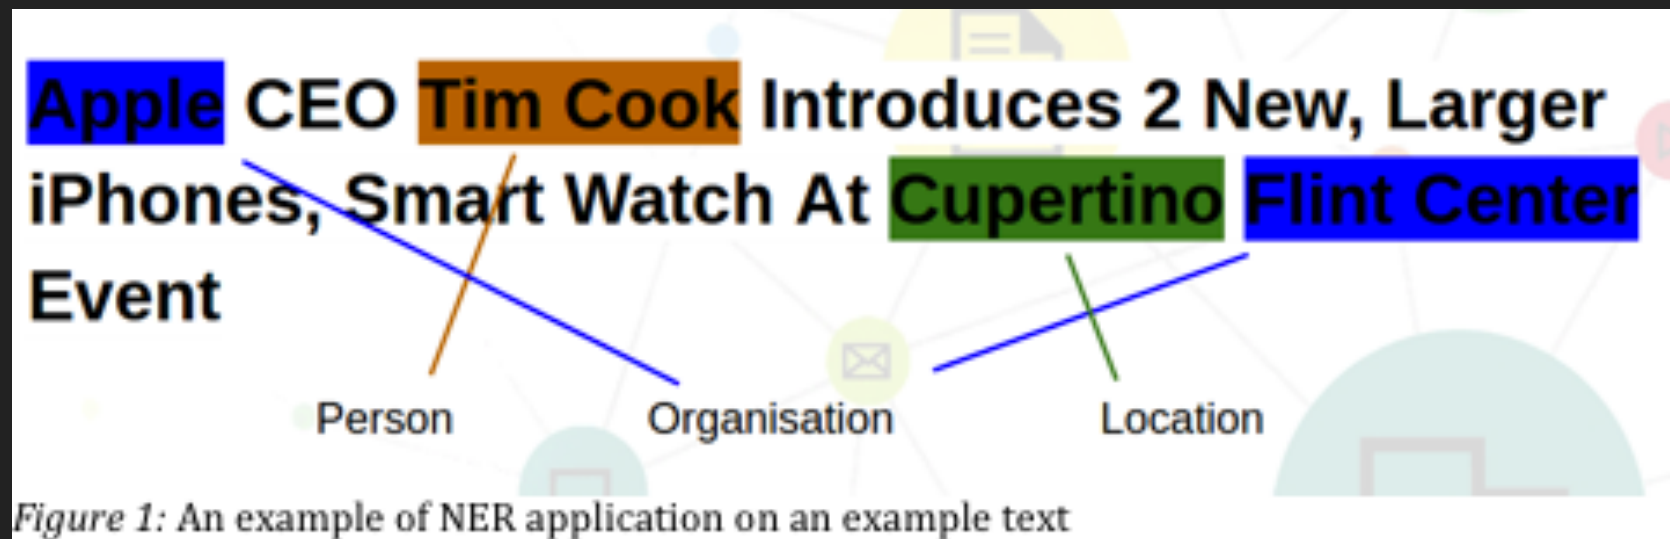 Apple CEO Tim Cook Introduces 2 New, Larger
iPhones, Smart Watch At Cupertino Flint Center
Event
Person Organisation Location
Figure 1: An example of NER application on an example text